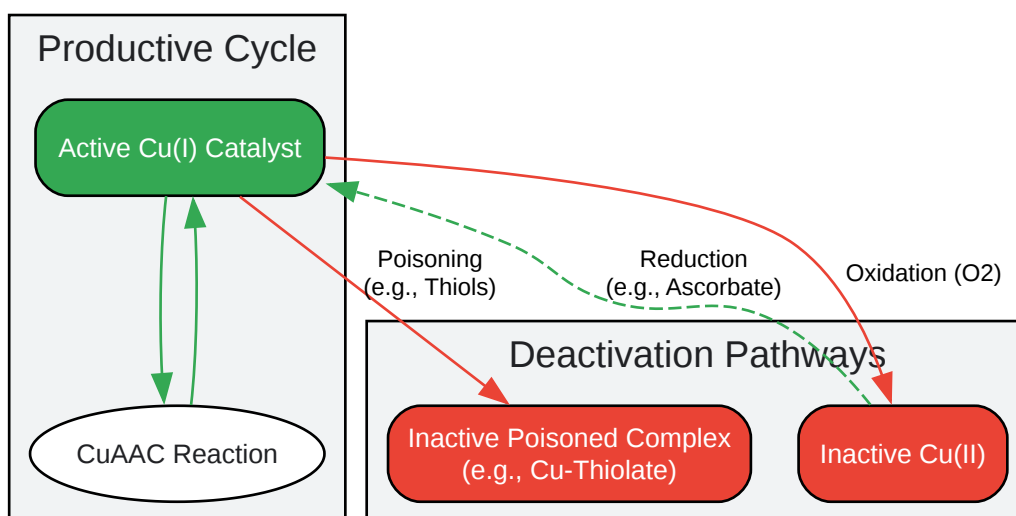 Productive Cycle
Active Cu(I) Catalyst
Poisoning
(e.g., Thiols)
Reduction
(e.g., Ascorbate)
Oxidation (O2)
Deactivation Pathways
CuAAC Reaction
Inactive Poisoned Complex
(e.g., Cu-Thiolate)
Inactive Cu(II)